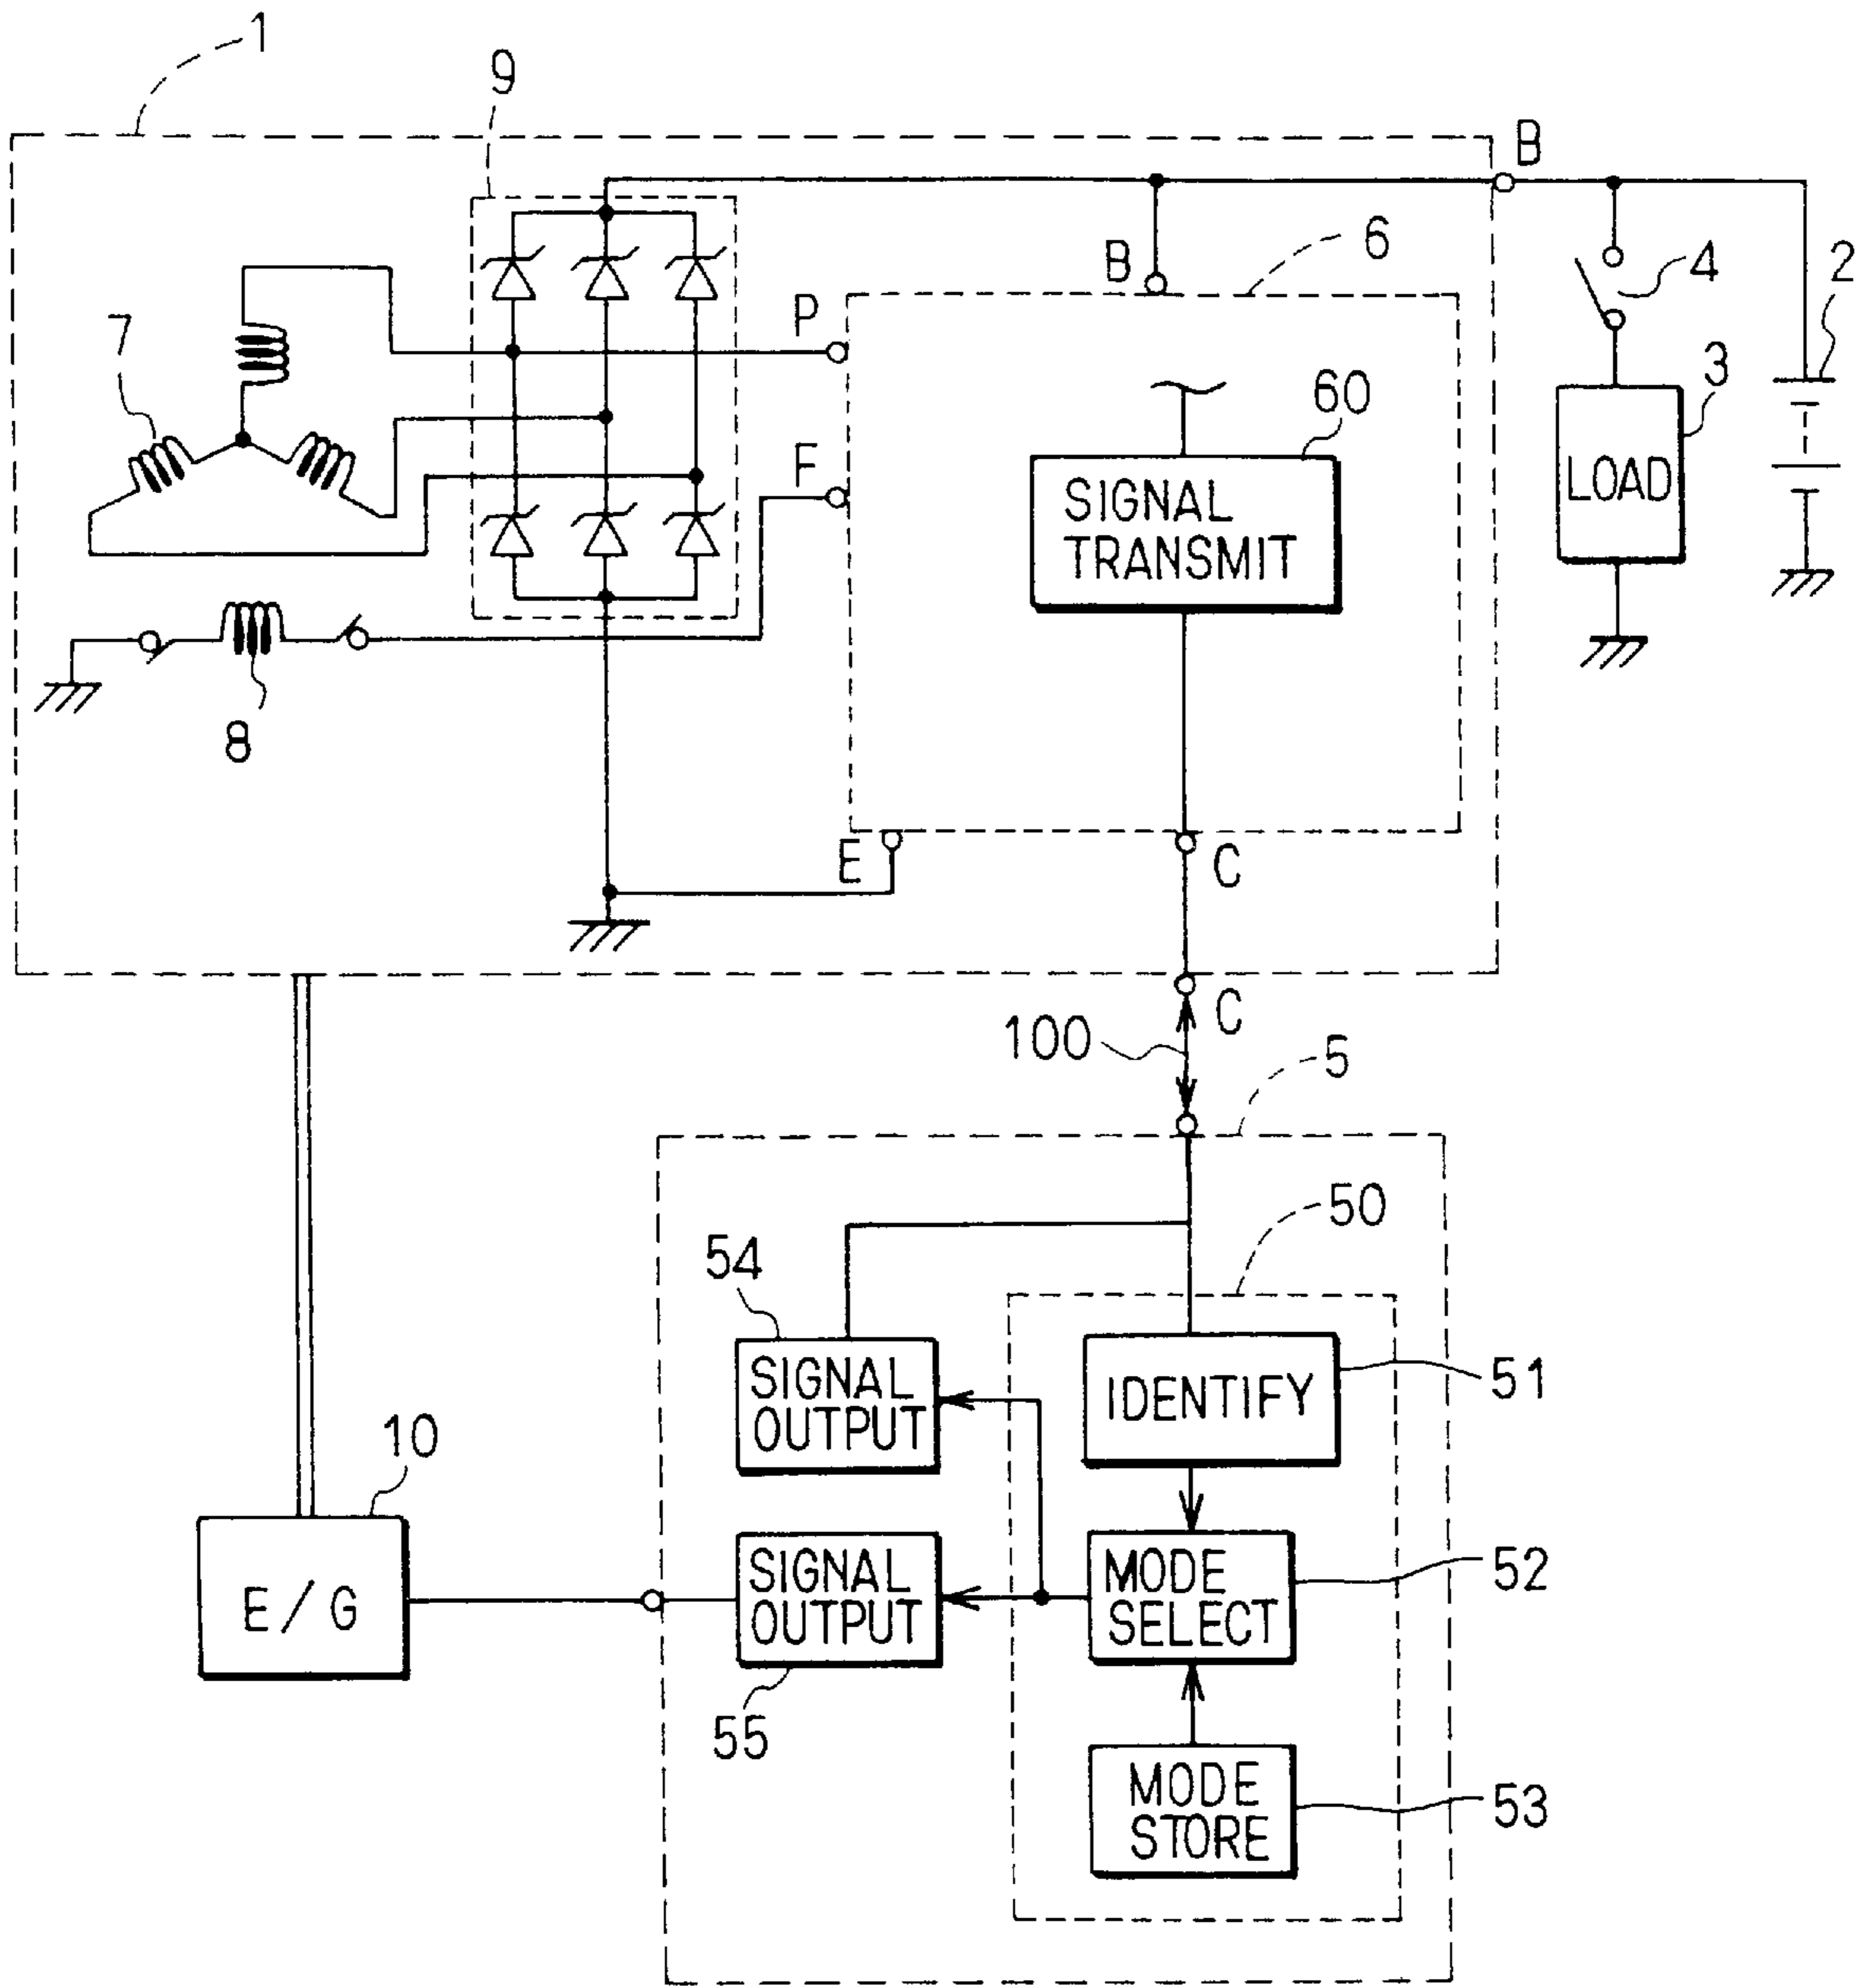 1
9
B
B
6
4
2
7
P
60
3
F
SIGNAL
TRANSMIT
LOAD
8
E
C
C
100
5
50
54
SIGNAL
OUTPUT
IDENTIFY
51
10
E/G
SIGNAL
OUTPUT
MODE
SELECT
52
55
MODE
STORE
53